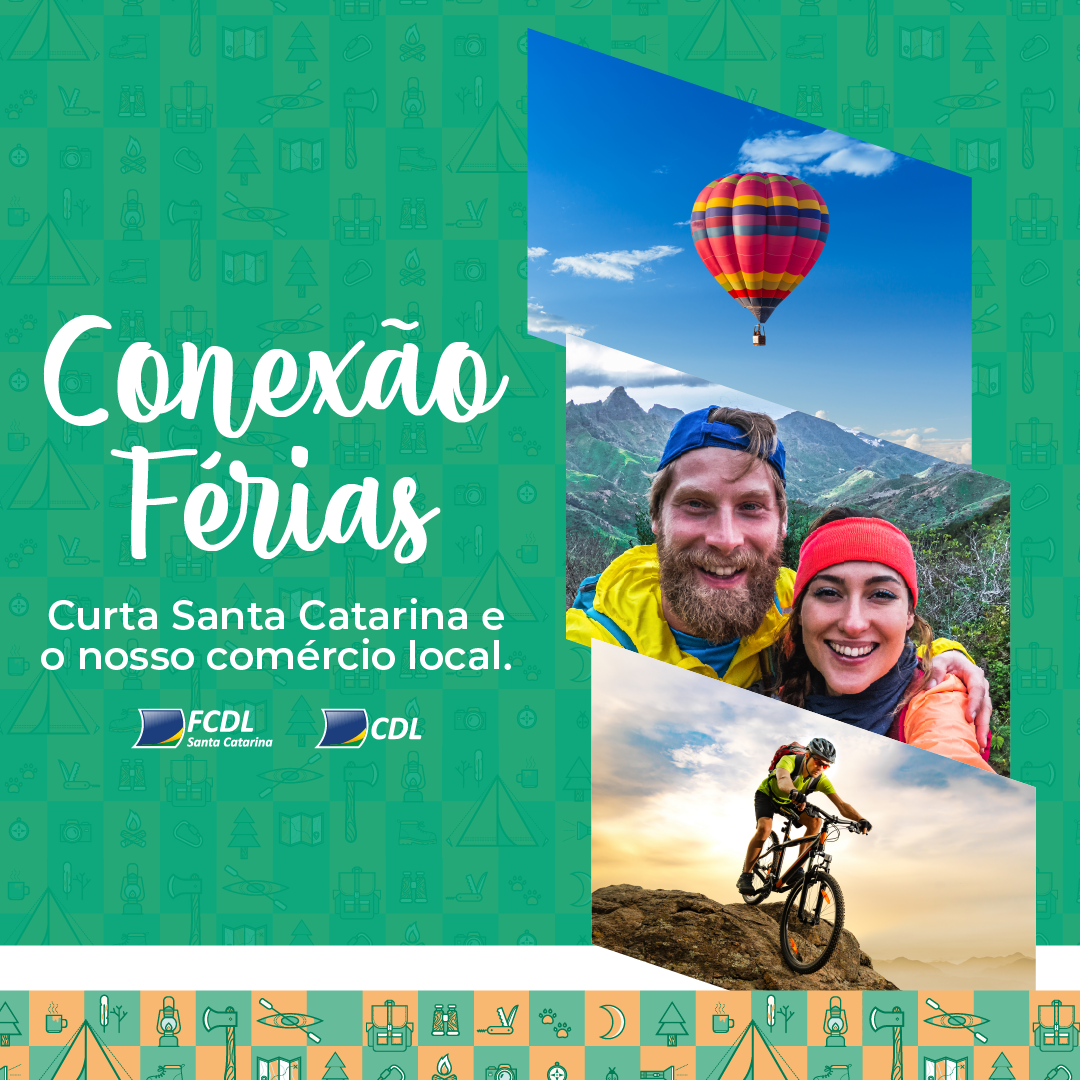 Conexão
Férias
Curta Santa Catarina e
o nosso comércio local.
FCDL
Santa Catarina
CDL